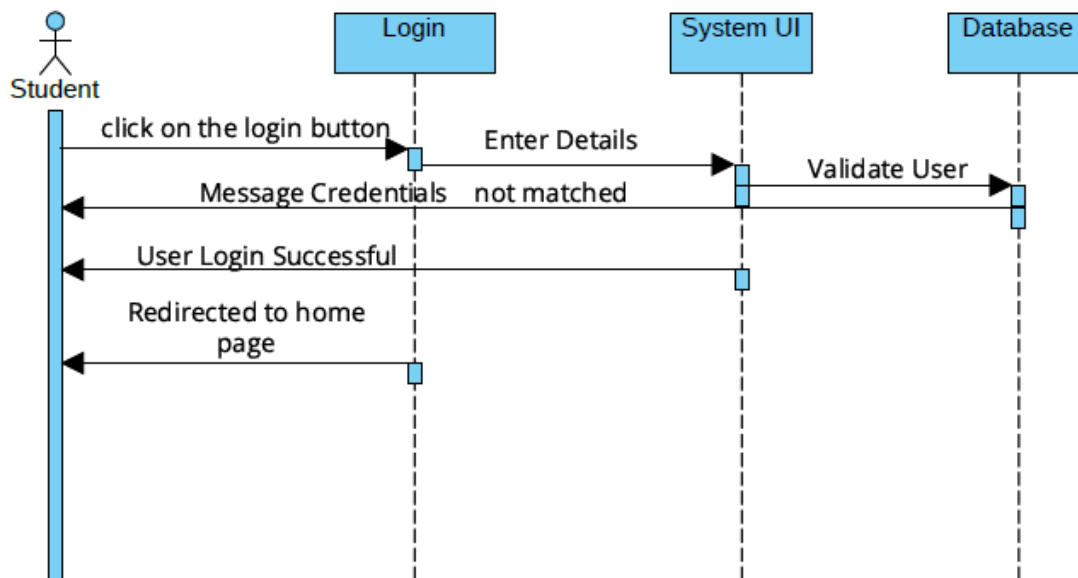 Login
System UI
Database
Student
click on the login button
Enter Details
Validate User
Message Credentials not matched
User Login Successful
Redirected to home
page